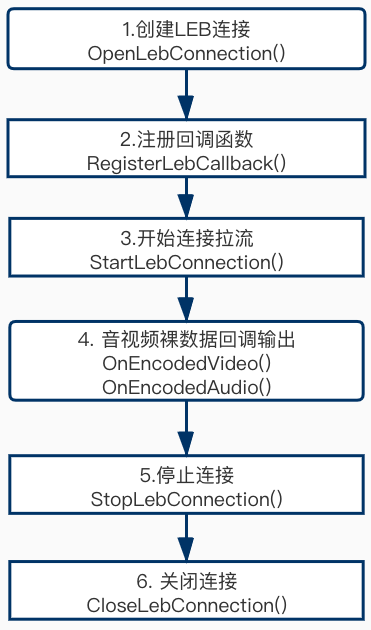 1.创建LEB连接
OpenLebConnection()
2.注册回调函数
RegisterLebCallback()
3.开始连接拉流
StartLebConnection()
4. 音视频裸数据回调输出
OnEncodedVideo()
OnEncodedAudio()
5.停止连接
StopLebConnection()
6. 关闭连接
CloseLebConnection()